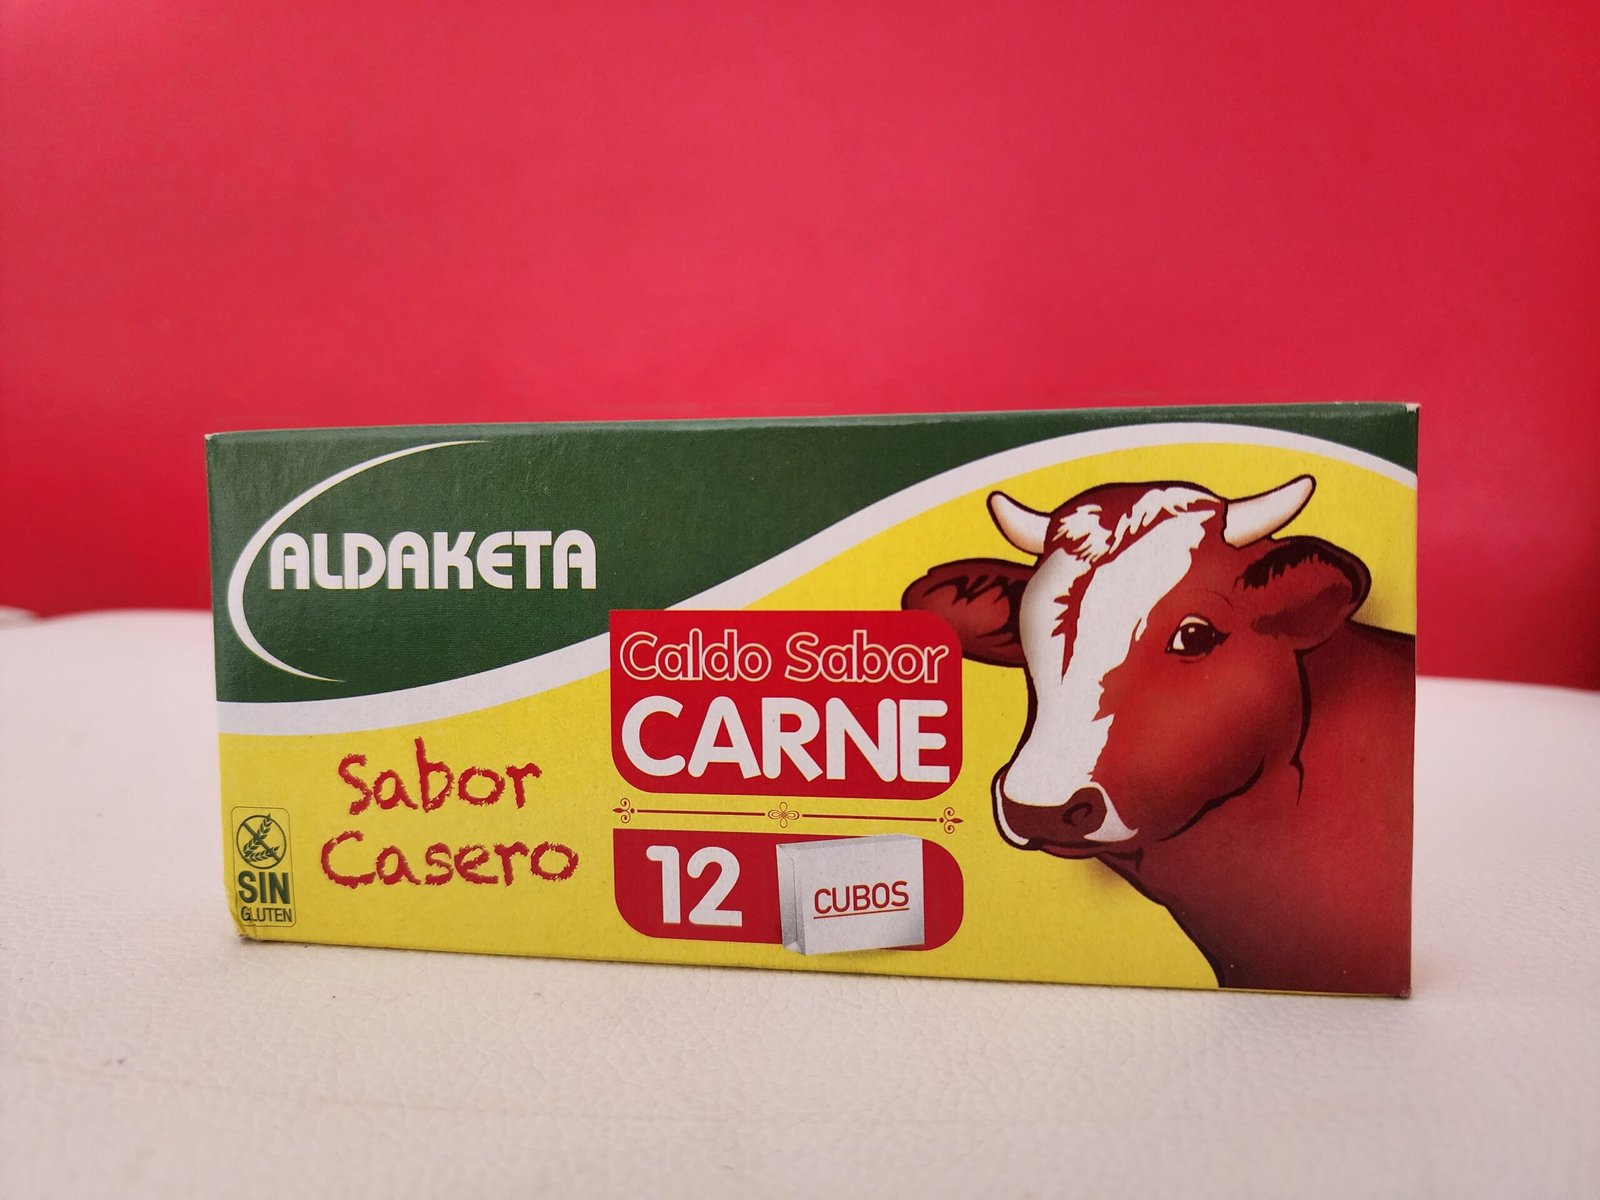 ALDAKETA
Caldo Sabor
CARNE
Sabor
Casero
12
CUBOS
SIN
GLUTEN